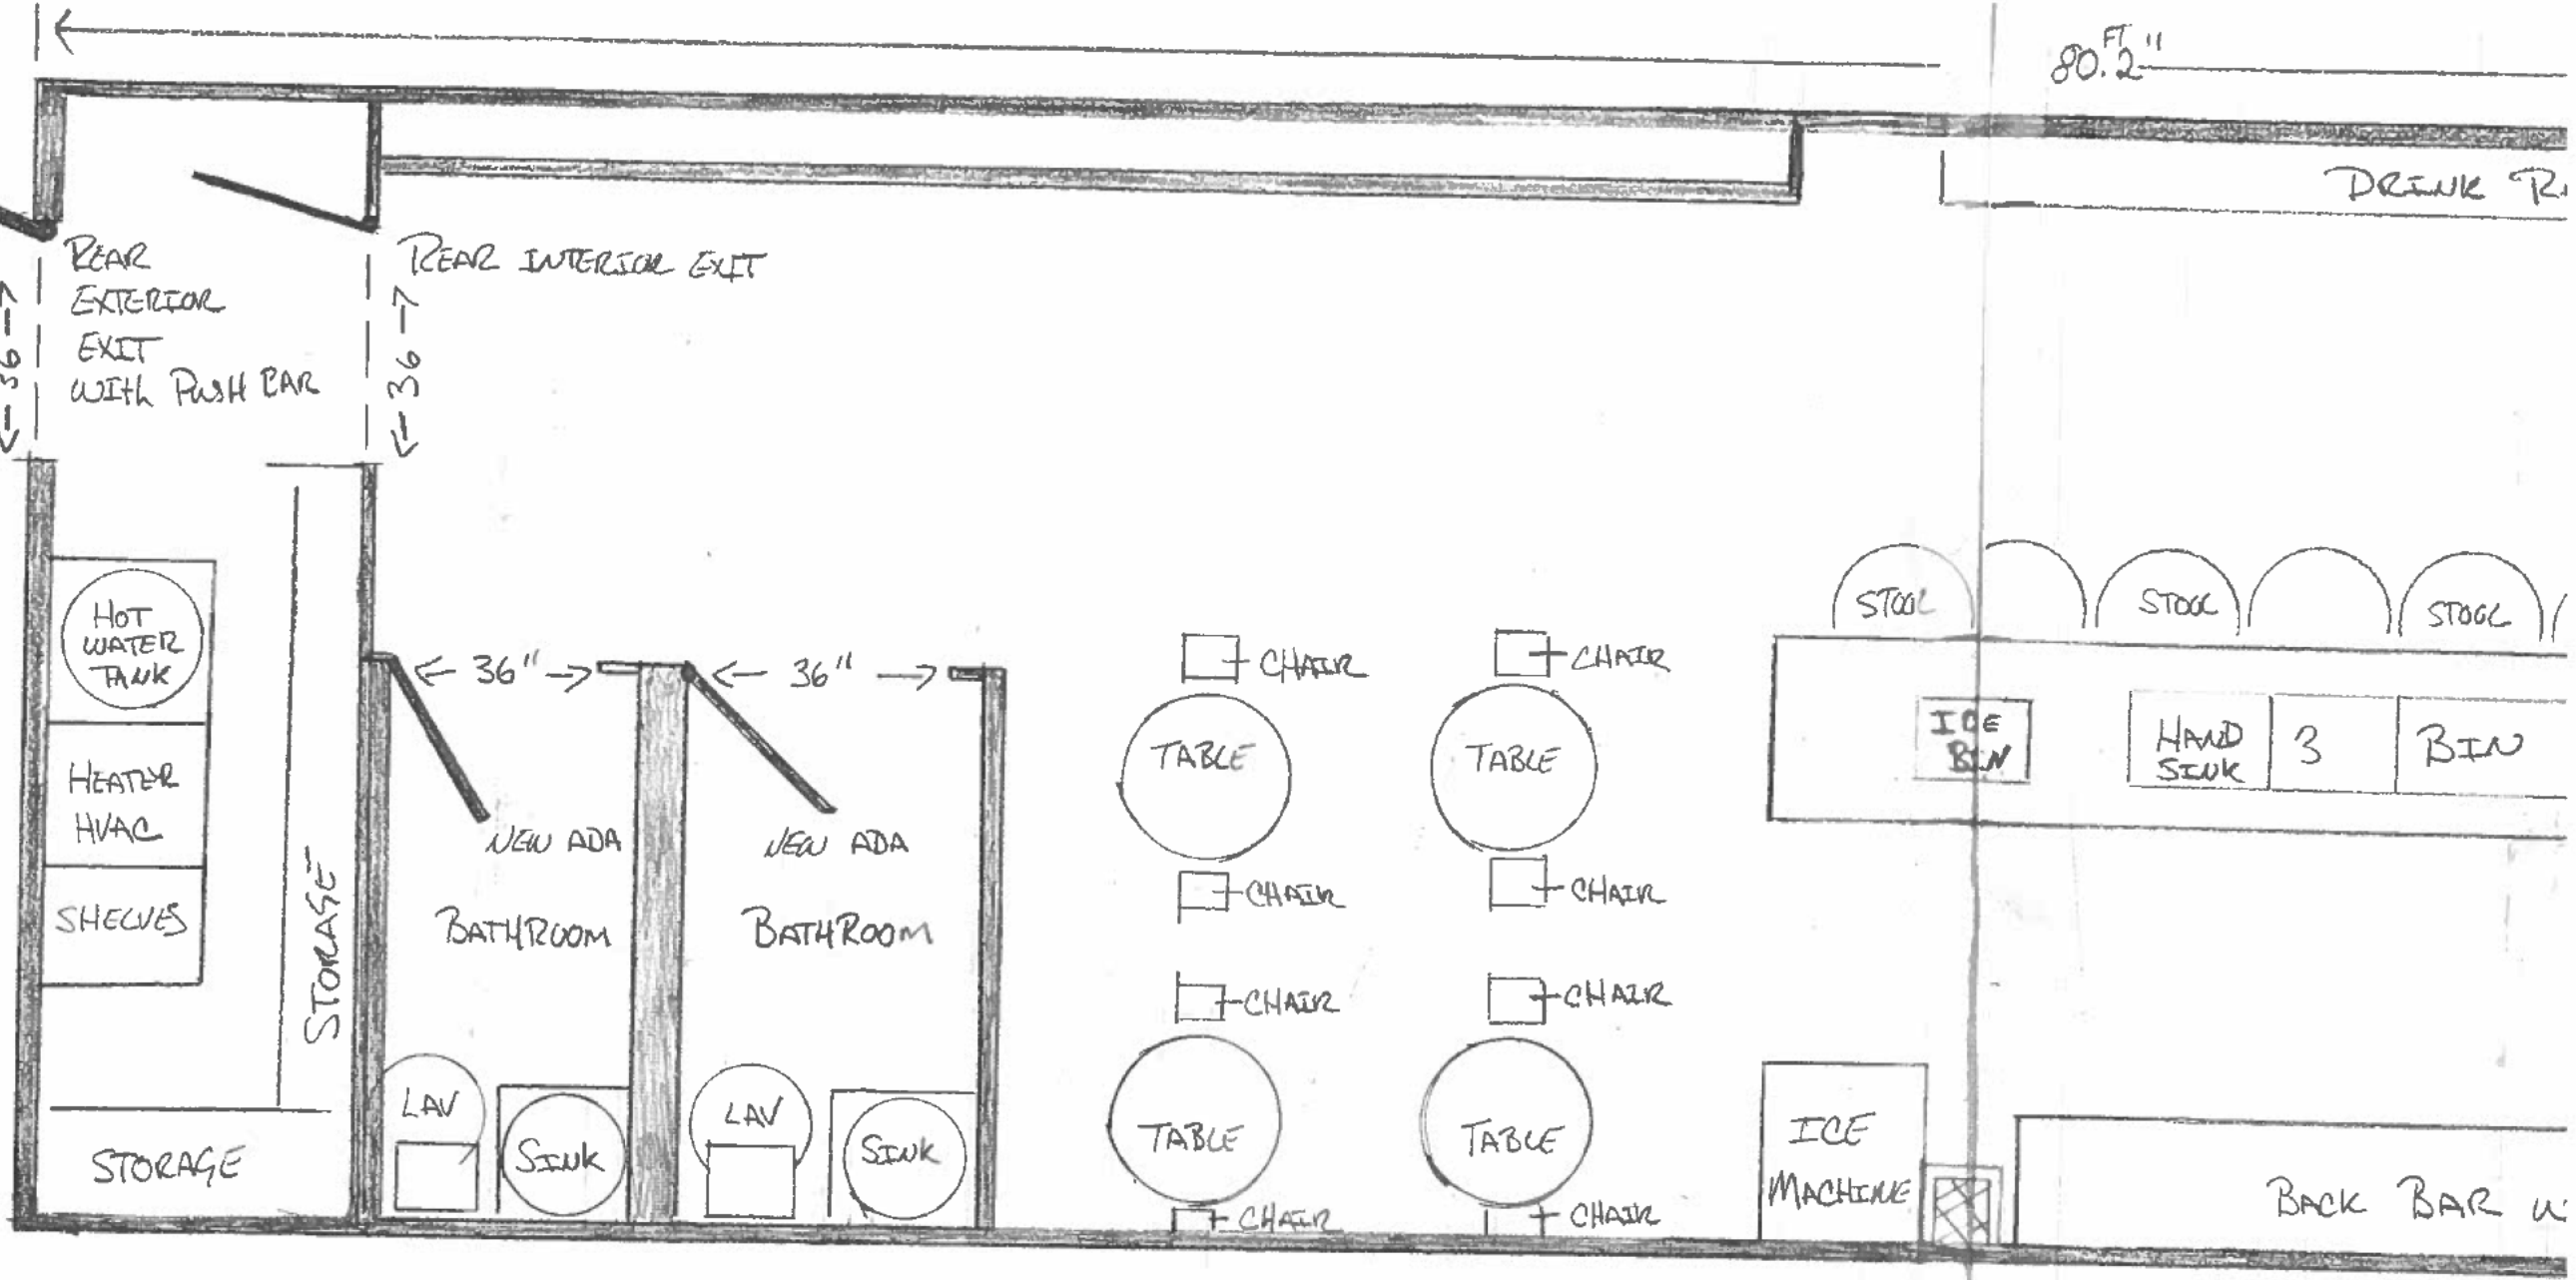 80.FT 2"
DRINK R
REAR
EXTERIOR
EXIT
WITH PUSH BAR
REAR INTERIOR EXIT
← 36 →
← 36 →
STOOL
STOOL
STOOL
HOT
WATER
TANK
← 36" →
← 36" →
CHAIR
CHAIR
TABLE
TABLE
ICE
BIN
HAND
SINK
3
BIN
HEATER
HVAC
NEW ADA
BATHROOM
NEW ADA
BATHROOM
CHAIR
CHAIR
SHELVES
STORAGE
CHAIR
CHAIR
LAV
SINK
LAV
SINK
TABLE
TABLE
ICE
MACHINE
STORAGE
BACK BAR
CHAIR
CHAIR